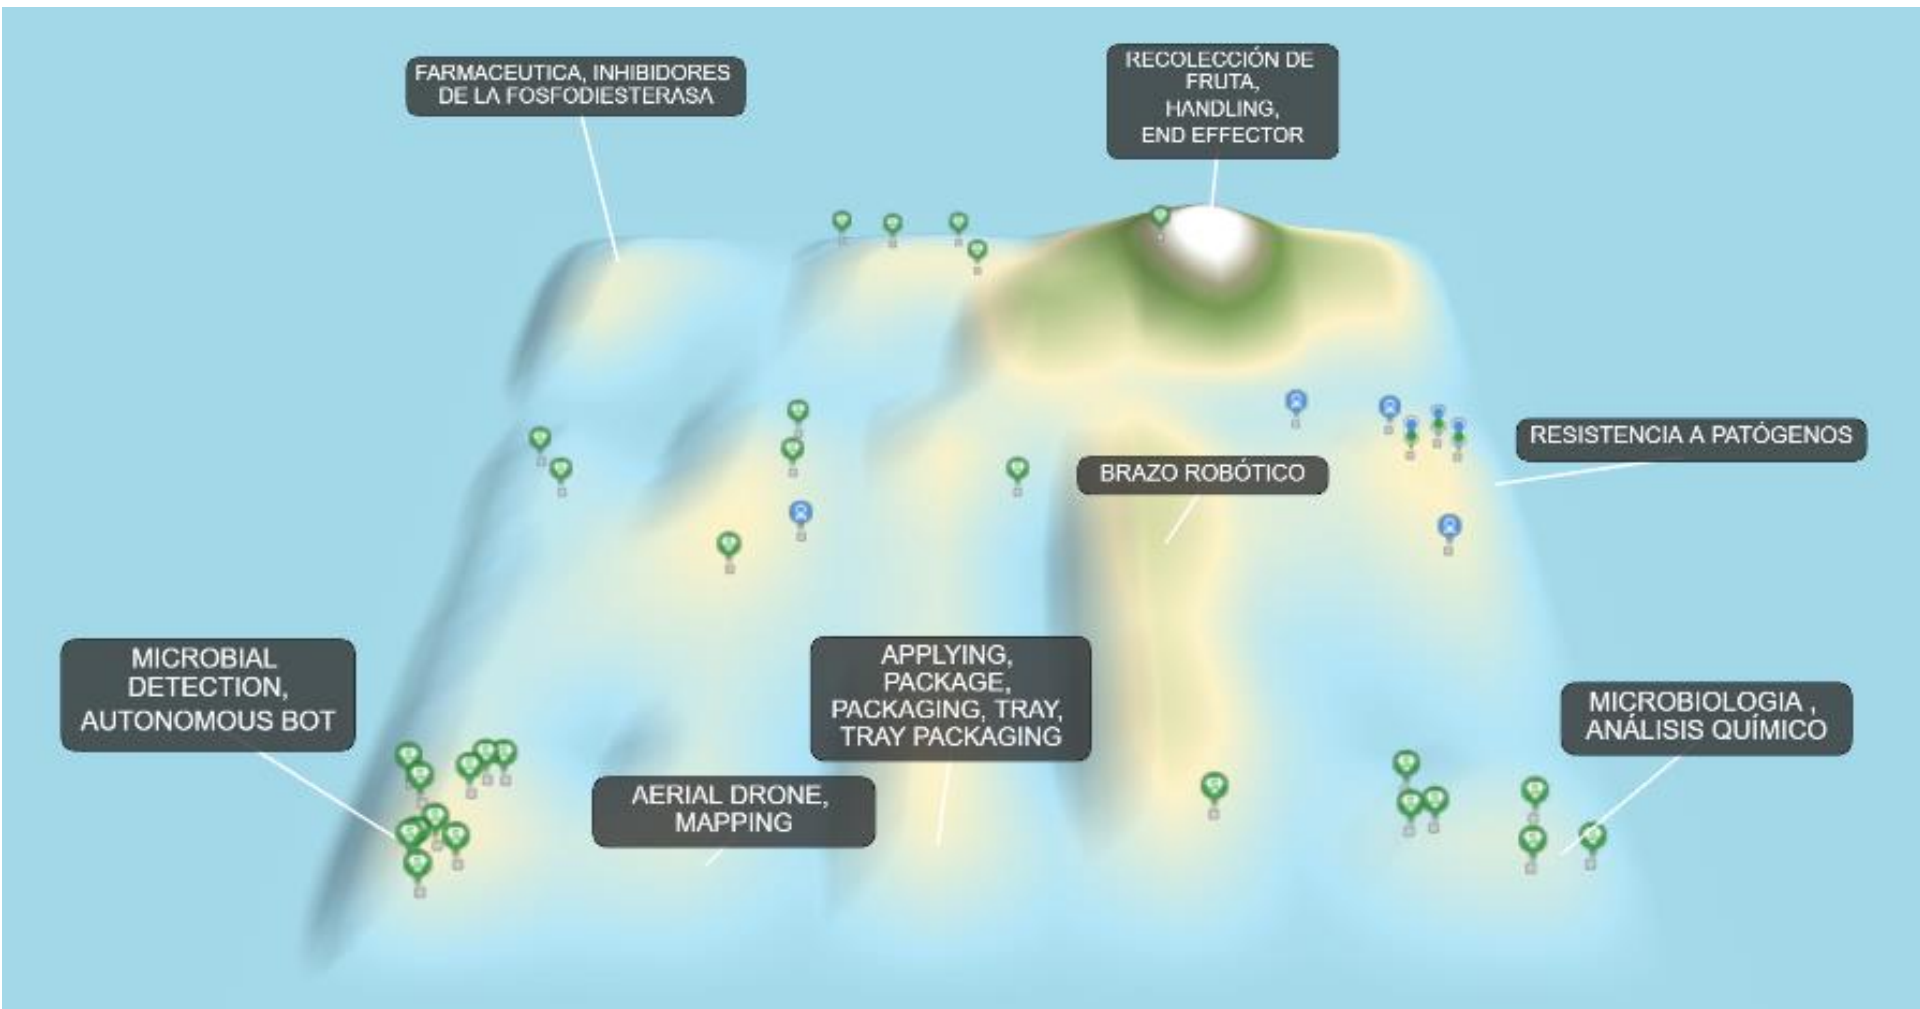 FARMACEUTICA, INHIBIDORES
DE LA FOSFODIESTERASA
RECOLECCIÓN DE
FRUTA,
HANDLING,
END EFFECTOR
RESISTENCIA A PATÓGENOS
BRAZO ROBÓTICO
MICROBIAL
DETECTION,
AUTONOMOUS BOT
APPLYING,
PACKAGE,
PACKAGING, TRAY,
TRAY PACKAGING
MICROBIOLOGIA ,
ANÁLISIS QUÍMICO
AERIAL DRONE,
MAPPING